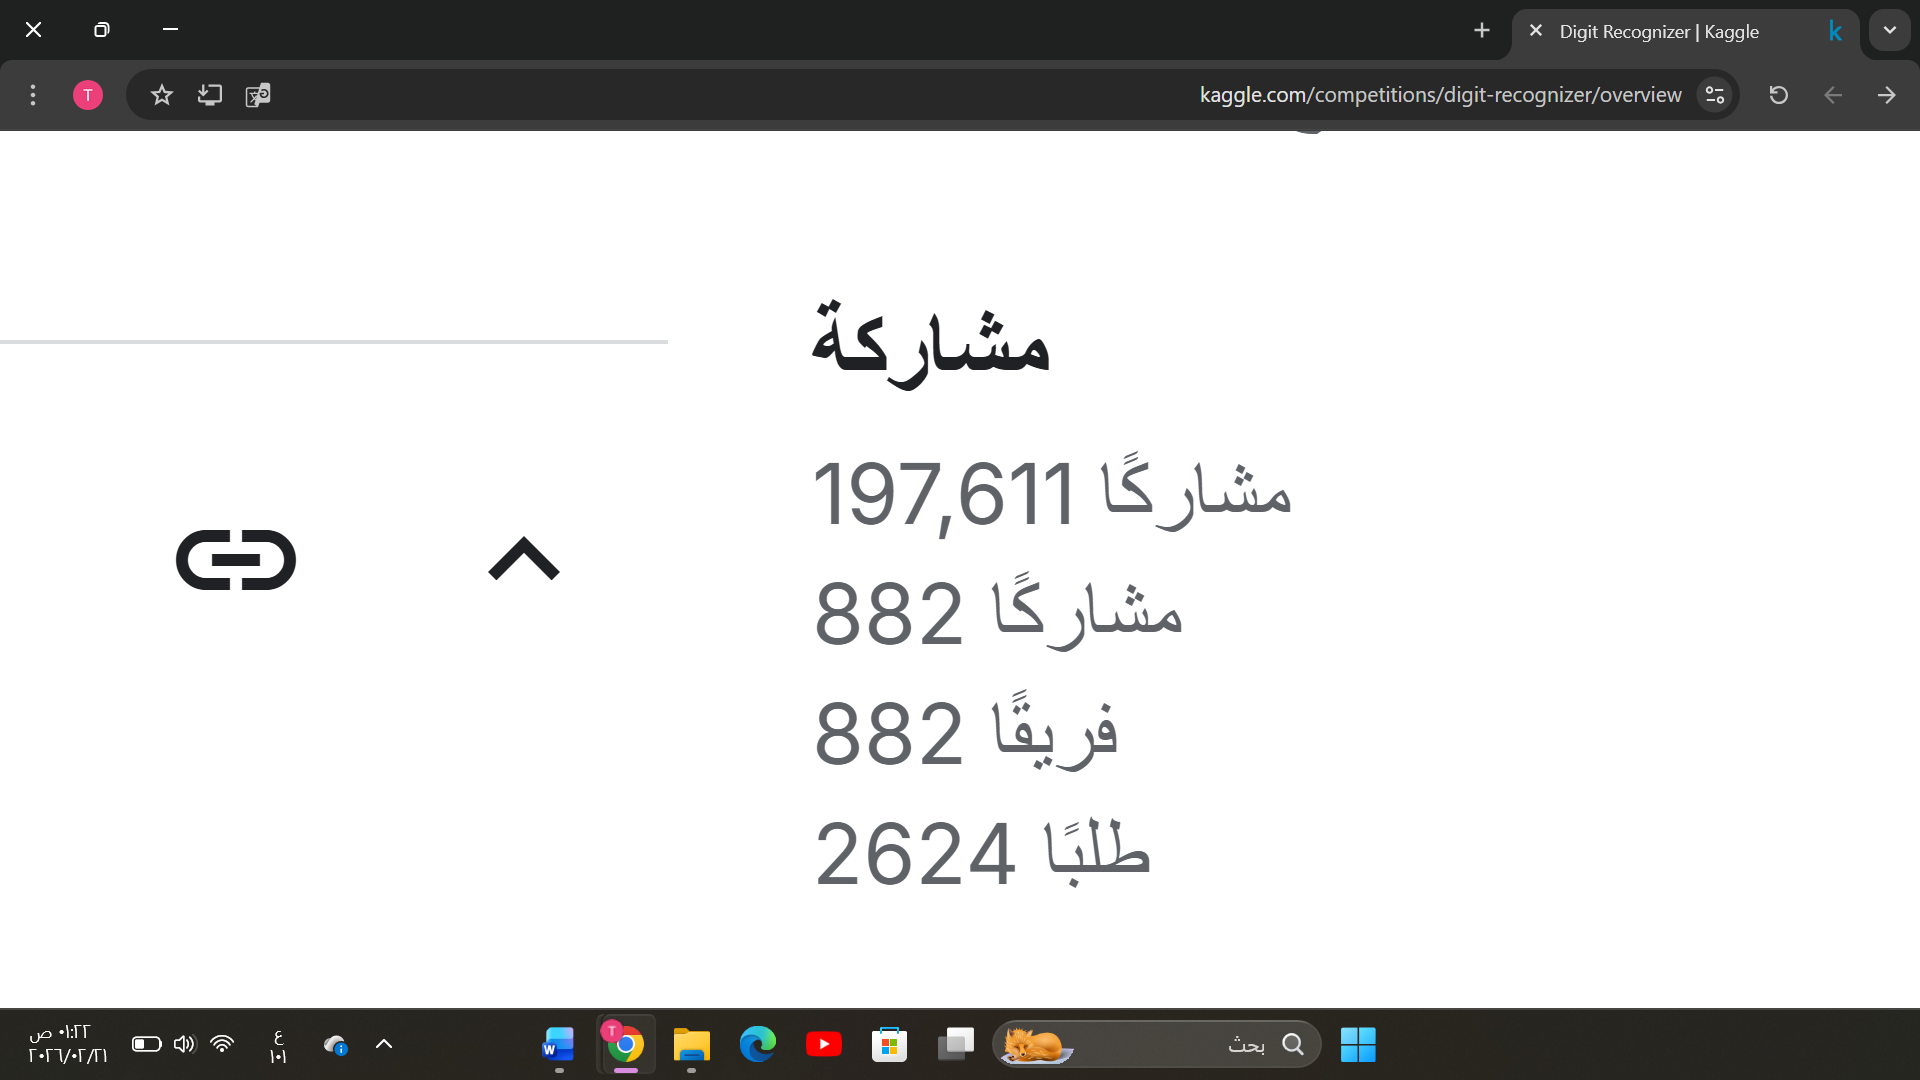 Digit Recognizer | Kaggle
kaggle.com/competitions/digit-recognizer/overview
T
مشاركة
197,611 مشاركًا
882 مشاركًا
882 فريقًا
2624 طلبًا
بحث
ع
١٠١
٠١:٢٢ ص
٢٠٢٦/٠٢/٢١